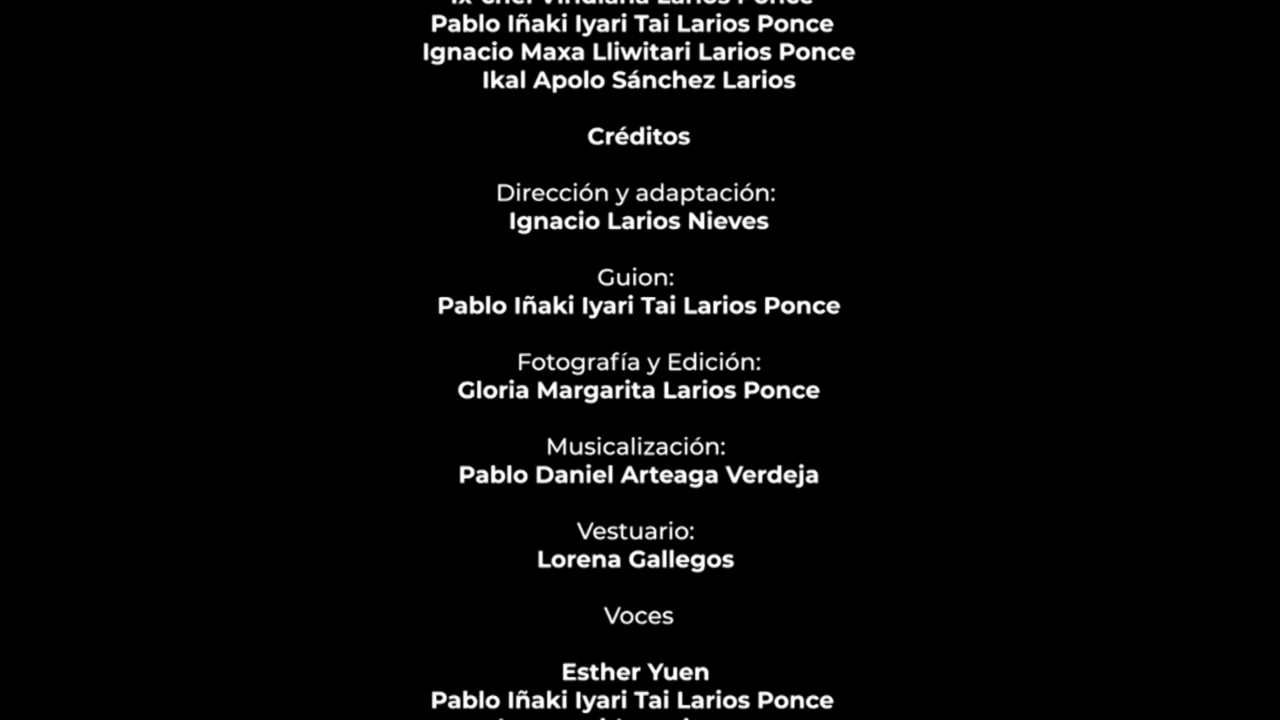 Pablo Iñaki Iyari Tai Larios Ponce
Ignacio Maxa Lliwitari Larios Ponce
Ikal Apolo Sánchez Larios
Créditos
Dirección y adaptación:
Ignacio Larios Nieves
Guion:
Pablo Iñaki Iyari Tai Larios Ponce
Fotografía y Edición:
Gloria Margarita Larios Ponce
Musicalización:
Pablo Daniel Arteaga Verdeja
Vestuario:
Lorena Gallegos
Voces
Esther Yuen
Pablo Iñaki Iyari Tai Larios Ponce